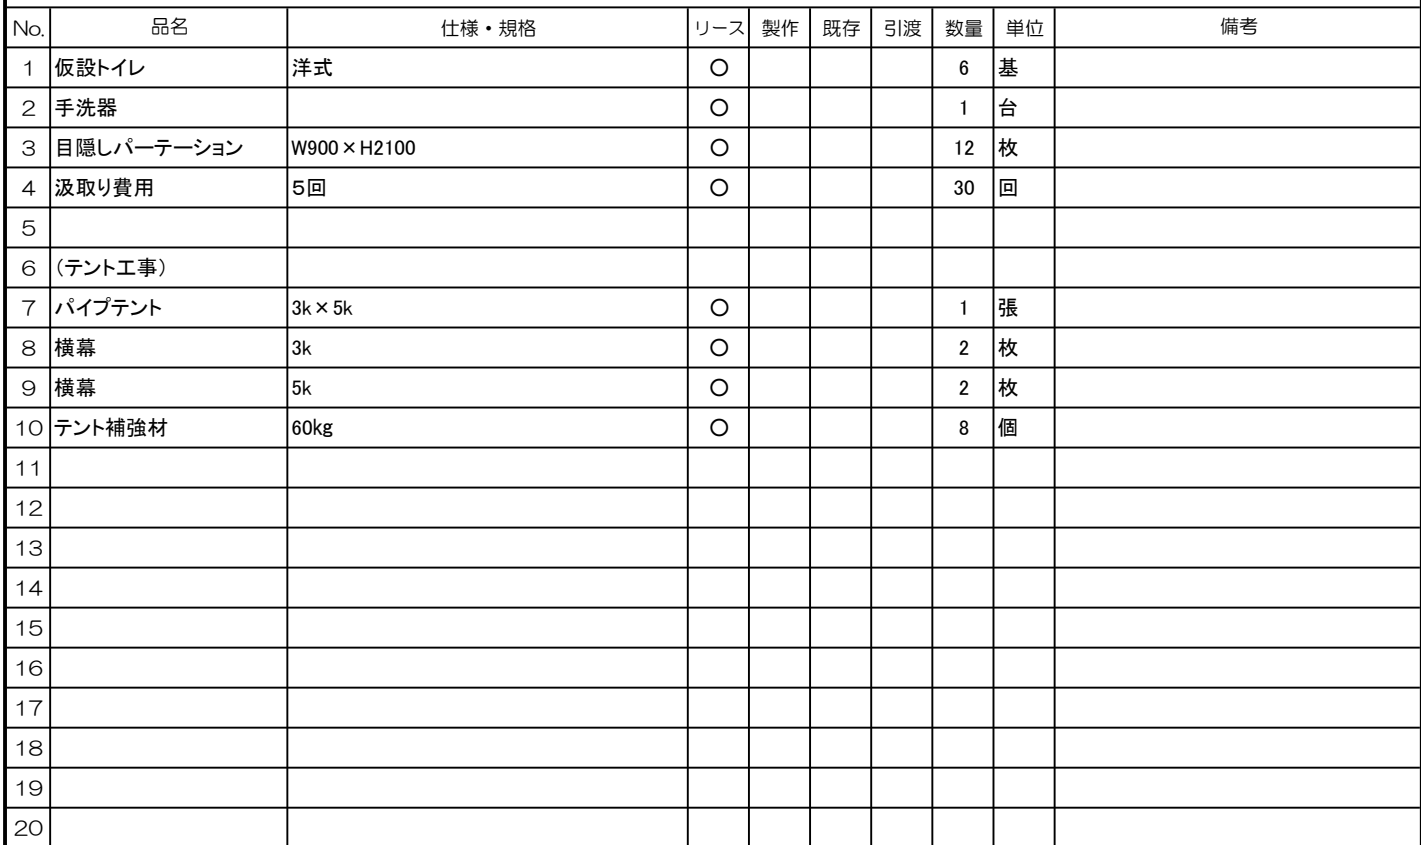 No. 品名 仕様・規格 リース 製作 既存 引渡 数量 単位 備考
1 仮設トイレ 洋式 〇 6 基
2 手洗器 〇 1 台
3 目隠しパーテーション W900×H2100 〇 12 枚
4 汲取り費用 5回 〇 30 回
5
6 （テント工事）
7 パイプテント 3k×5k 〇 1 張
8 横幕 3k 〇 2 枚
9 横幕 5k 〇 2 枚
10 テント補強材 60kg 〇 8 個
11
12
13
14
15
16
17
18
19
20